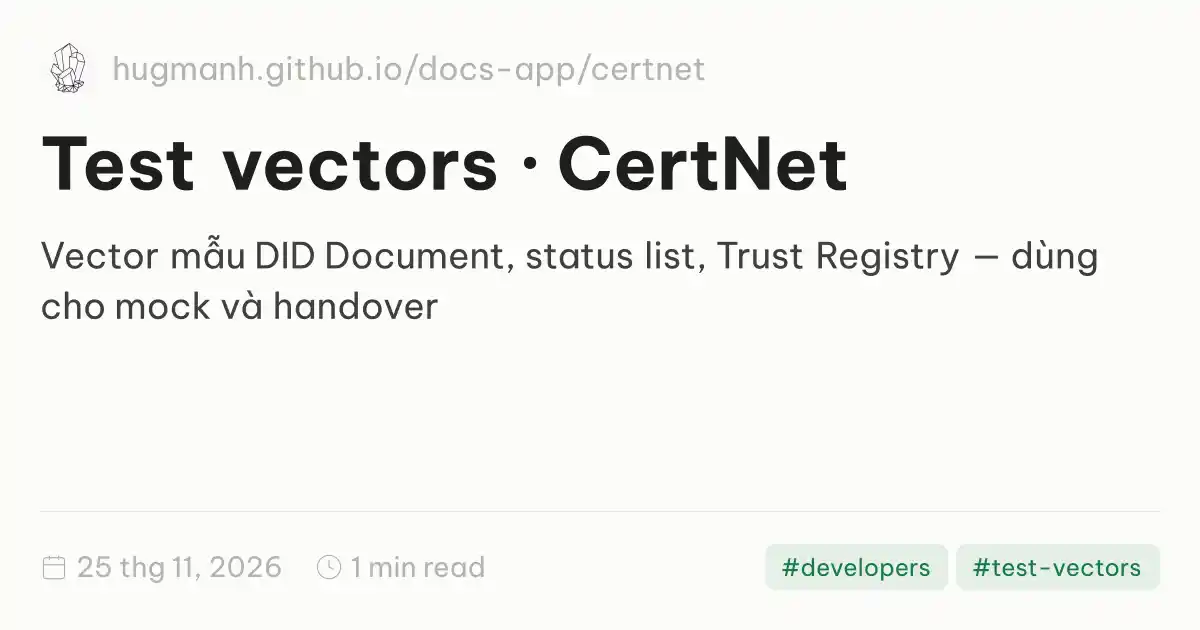 hugmanh.github.io/docs-app/certnet
Test vectors · CertNet
Vector mẫu DID Document, status list, Trust Registry — dùng
cho mock và handover
25 thg 11, 2026 1 min read #developers #test-vectors